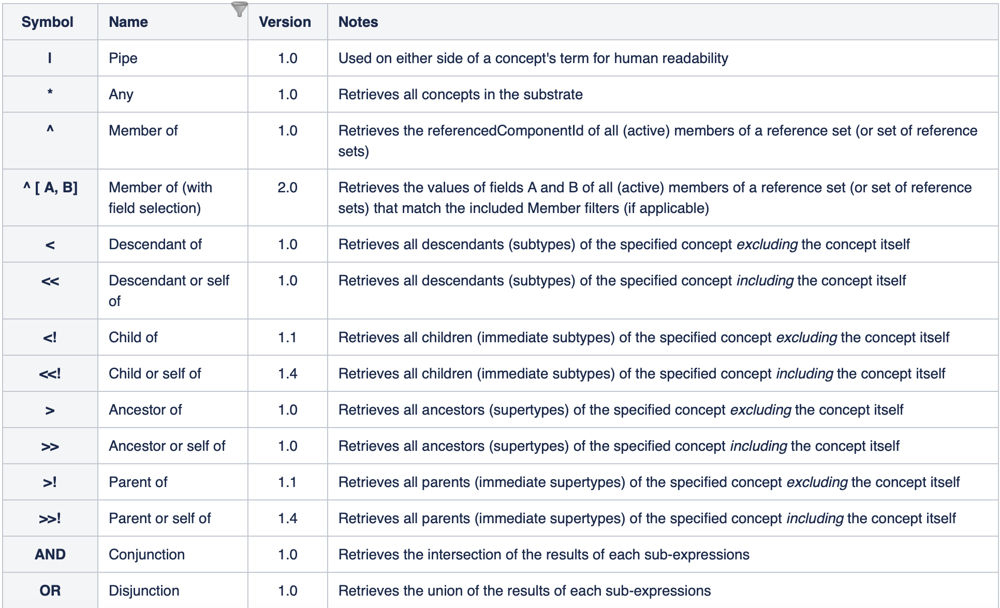 Symbol Name Version Notes
| Pipe 1.0 Used on either side of a concept's term for human readability
* Any 1.0 Retrieves all concepts in the substrate
^ Member of 1.0 Retrieves the referencedComponentId of all (active) members of a reference set (or set of reference
sets)
^ [ A, B] Member of (with 2.0 Retrieves the values of fields A and B of all (active) members of a reference set (or set of reference
field selection) sets) that match the included Member filters (if applicable)
< Descendant of 1.0 Retrieves all descendants (subtypes) of the specified concept excluding the concept itself
<< Descendant or self 1.0 Retrieves all descendants (subtypes) of the specified concept including the concept itself
of
<! Child of 1.1 Retrieves all children (immediate subtypes) of the specified concept excluding the concept itself
<<! Child or self of 1.4 Retrieves all children (immediate subtypes) of the specified concept including the concept itself
> Ancestor of 1.0 Retrieves all ancestors (supertypes) of the specified concept excluding the concept itself
>> Ancestor or self of 1.0 Retrieves all ancestors (supertypes) of the specified concept including the concept itself
>! Parent of 1.1 Retrieves all parents (immediate supertypes) of the specified concept excluding the concept itself
>>! Parent or self of 1.4 Retrieves all parents (immediate supertypes) of the specified concept including the concept itself
AND Conjunction 1.0 Retrieves the intersection of the results of each sub-expressions
OR Disjunction 1.0 Retrieves the union of the results of each sub-expressions